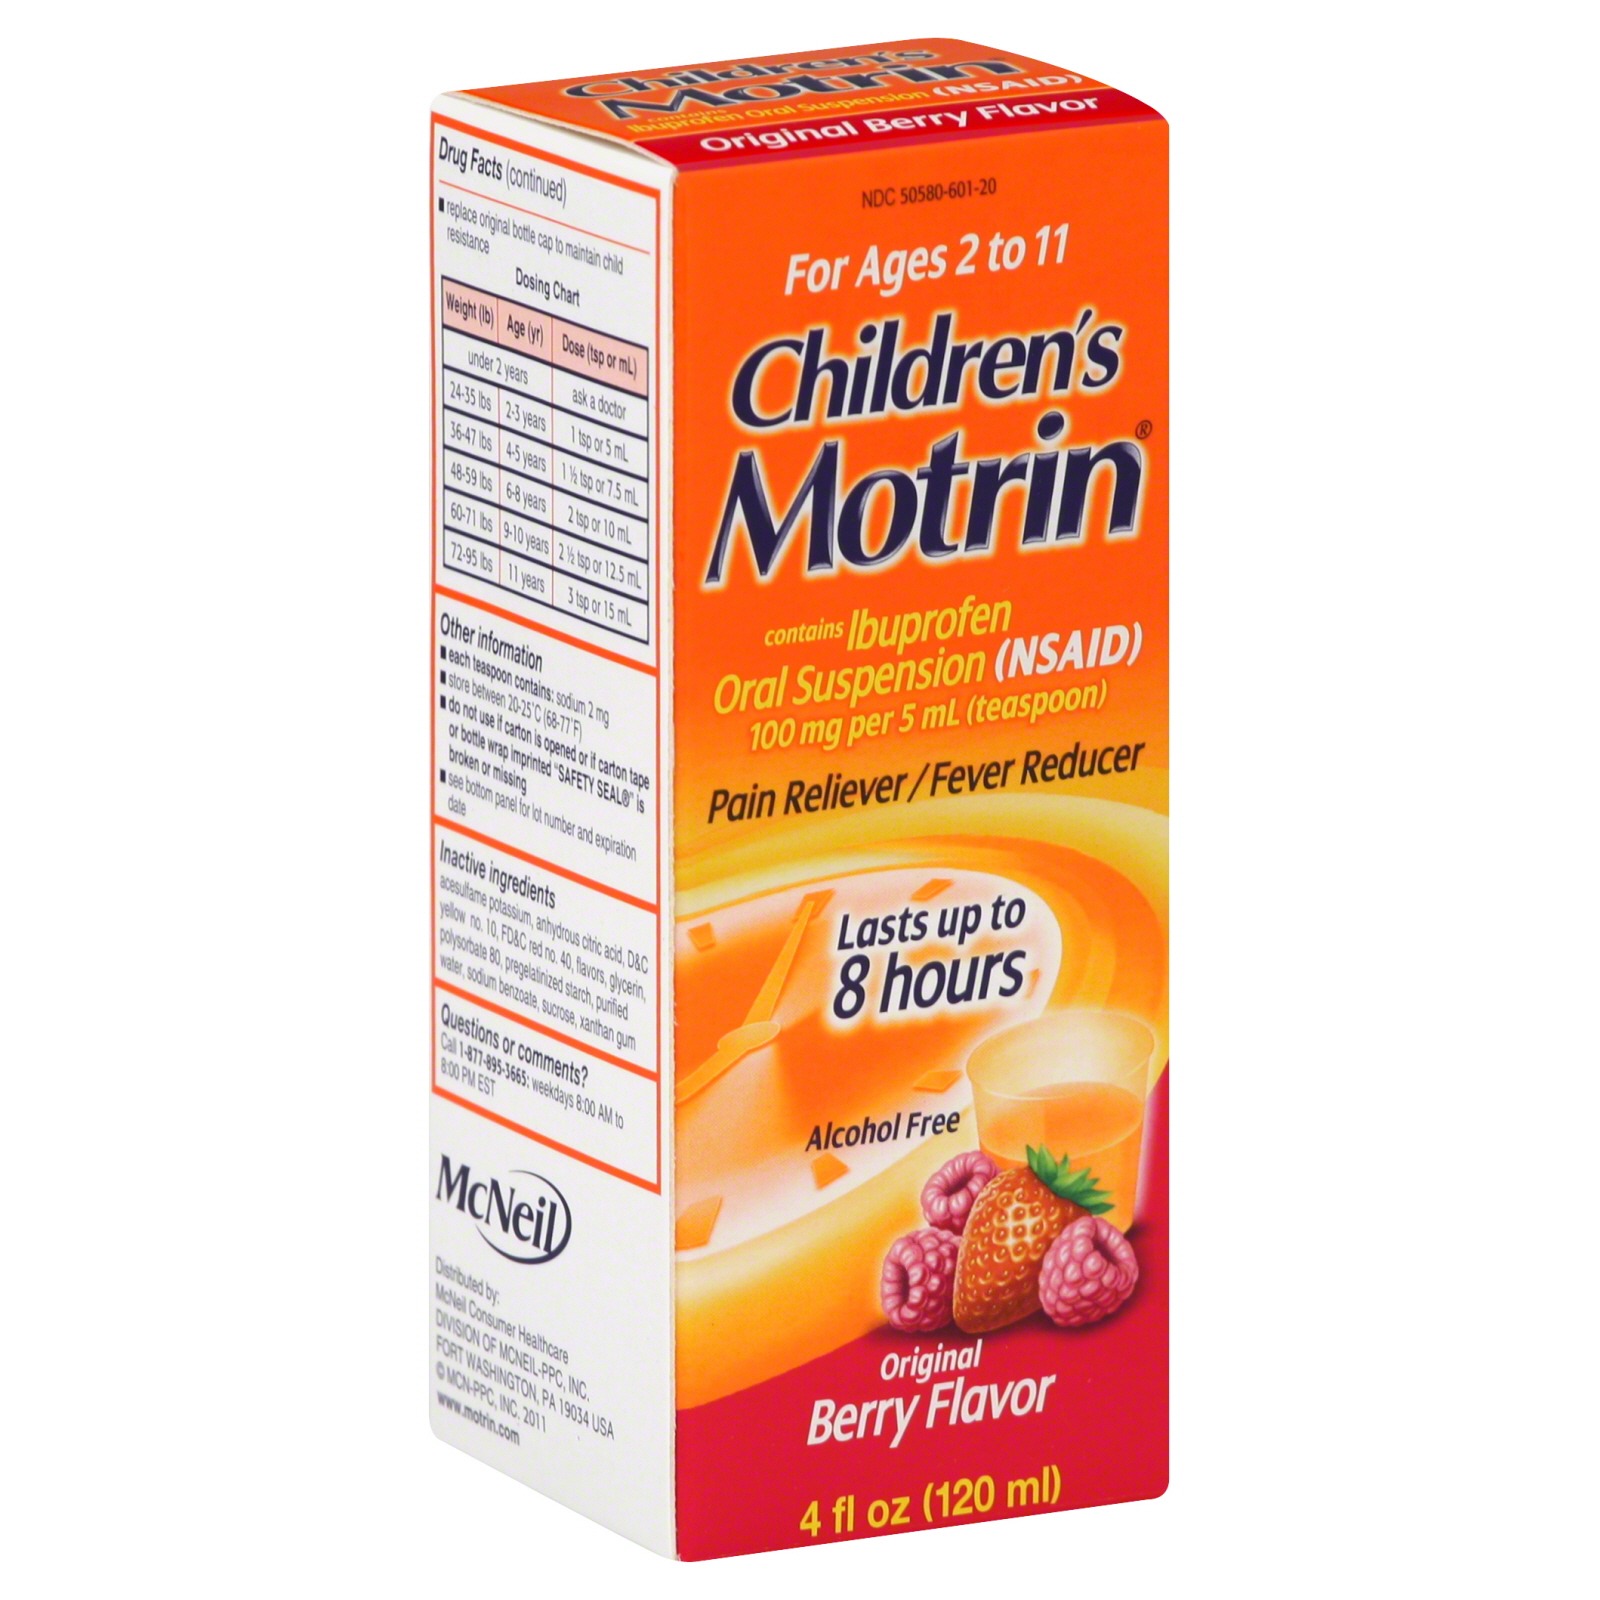 Children's
Motrin®
contains
Ibuprofen Oral Suspension (NSAID)
Original Berry Flavor
NDC 50580-601-20
For Ages 2 to 11
Children's
Motrin®
contains Ibuprofen
Oral Suspension (NSAID)
100 mg per 5 mL (teaspoon)
Pain Reliever / Fever Reducer
Lasts up to
8 hours
Alcohol Free
Original
Berry Flavor
4 fl oz (120 ml)
Drug Facts (continued)
■ replace original bottle cap to maintain child
resistance
Dosing Chart
Weight (lb) Age (yr) Dose (tsp or mL)
under 2 years ask a doctor
24-35 lbs 2-3 years 1 tsp or 5 mL
36-47 lbs 4-5 years 1 ½ tsp or 7.5 mL
48-59 lbs 6-8 years 2 tsp or 10 mL
60-71 lbs 9-10 years 2 ½ tsp or 12.5 mL
72-95 lbs 11 years 3 tsp or 15 mL
Other information
■ each teaspoon contains: sodium 2 mg
■ store between 20-25°C (68-77°F)
■ do not use if carton is opened or if carton tape
or bottle wrap imprinted "SAFETY SEAL®" is
broken or missing
■ see bottom panel for lot number and expiration
date
Inactive ingredients
acesulfame potassium, anhydrous citric acid, D&C
yellow no. 10, FD&C red no. 40, flavors, glycerin,
polysorbate 80, pregelatinized starch, purified
water, sodium benzoate, sucrose, xanthan gum
Questions or comments?
Call 1-877-895-3665; weekdays 8:00 AM to
8:00 PM EST
McNeil
Distributed by:
McNeil Consumer Healthcare
DIVISION OF MCNEIL-PPC, INC.
FORT WASHINGTON, PA 19034 USA
© MCN-PPC, INC. 2011
www.motrin.com